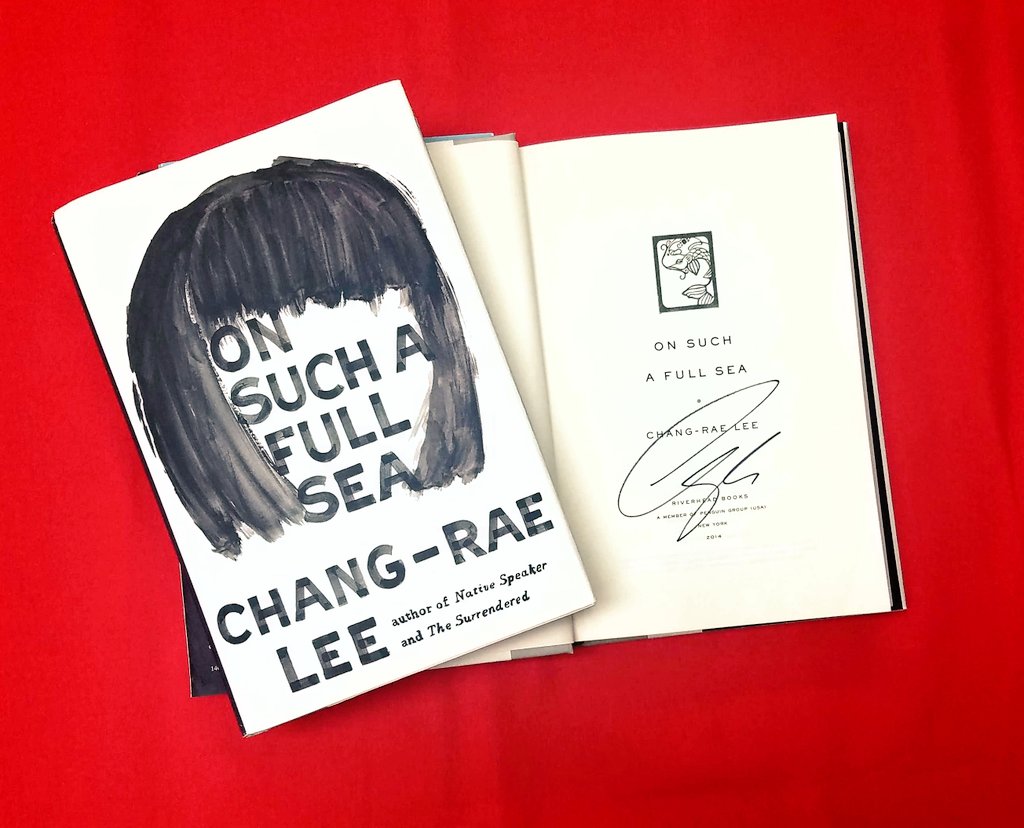 ON
SUCH A
FULL
SEA
CHANG-RAE
LEE
author of Native Speaker
and The Surrendered
ON SUCH
A FULL SEA
CHANG-RAE LEE
RIVERHEAD BOOKS
A MEMBER OF PENGUIN GROUP (USA)
NEW YORK
2014